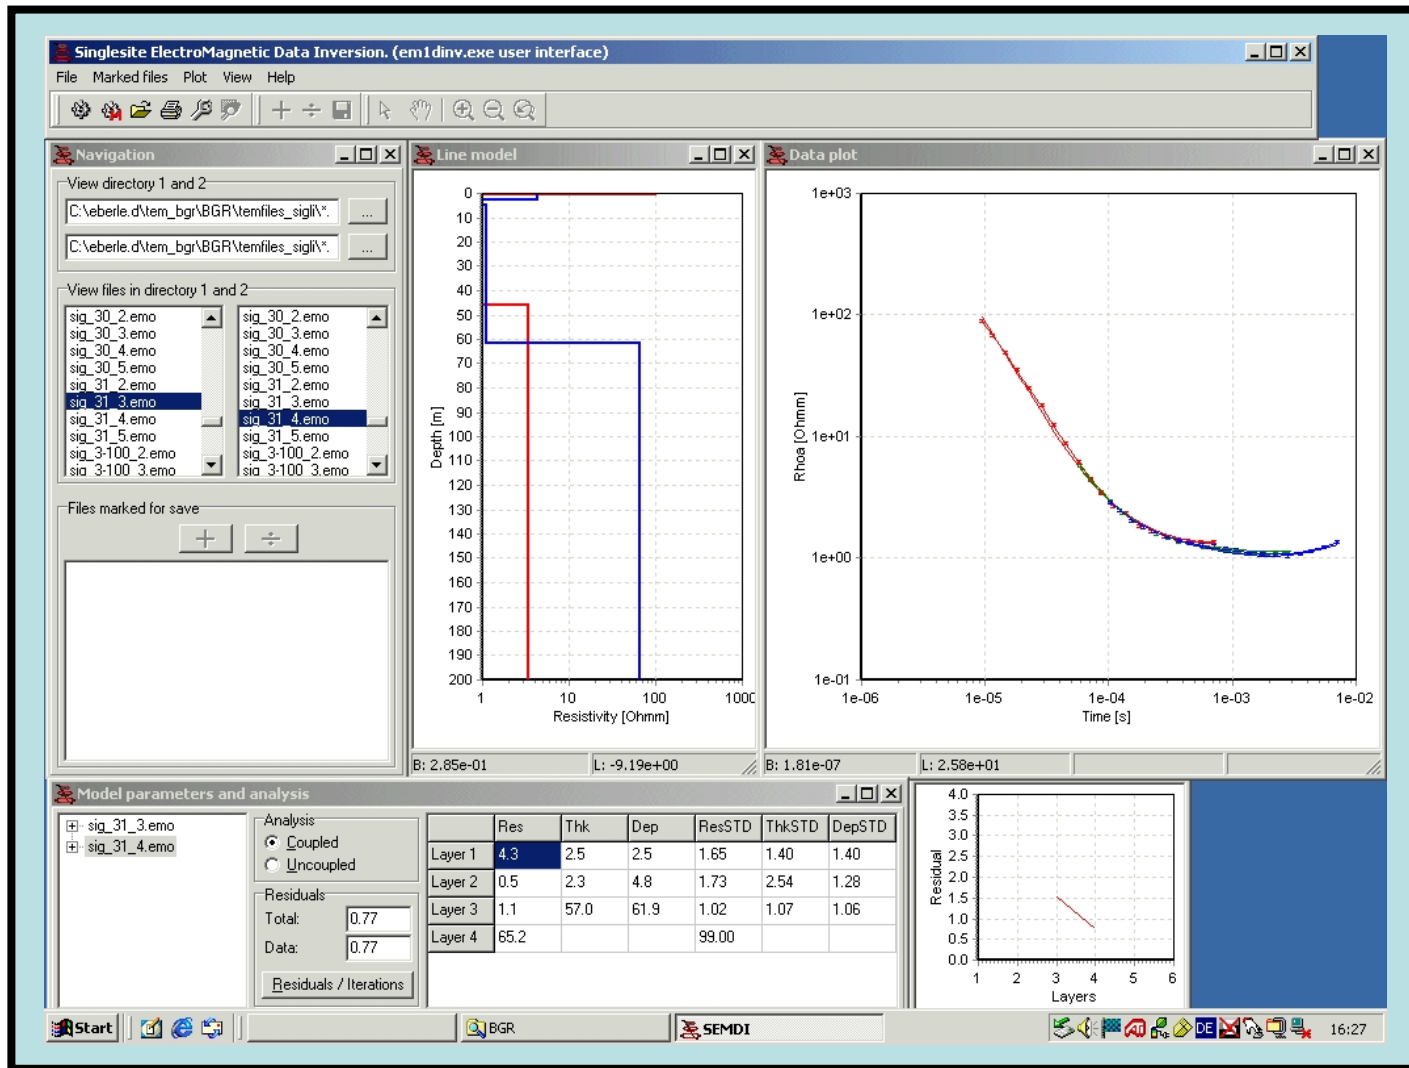 Singlesite ElectroMagnetic Data Inversion. (em1dinv.exe user interface)
File Marked files Plot View Help
Navigation
View directory 1 and 2
C:\eberle.d\tem_bgr\BGR\temfiles_sigli\*. ...
C:\eberle.d\tem_bgr\BGR\temfiles_sigli\*. ...
View files in directory 1 and 2
sig_30_2.emo sig_30_2.emo
sig_30_3.emo sig_30_3.emo
sig_30_4.emo sig_30_4.emo
sig_30_5.emo sig_30_5.emo
sig_31_2.emo sig_31_2.emo
sig_31_3.emo sig_31_3.emo
sig_31_4.emo sig_31_4.emo
sig_31_5.emo sig_31_5.emo
sig_3-100_2.emo sig_3-100_2.emo
sig_3-100_3.emo sig_3-100_3.emo
Files marked for save
Line model
0
10
20
30
40
50
60
70
80
90
100
110
120
130
140
150
160
170
180
190
200
Depth [m]
1 10 100 1000
Resistivity [Ohmm]
B: 2.85e-01 L: -9.19e+00
Data plot
1e+03
1e+02
1e+01
1e+00
1e-01
Rhoa [Ohmm]
1e-06 1e-05 1e-04 1e-03 1e-02
Time [s]
B: 1.81e-07 L: 2.58e+01
Model parameters and analysis
sig_31_3.emo
sig_31_4.emo
Analysis
Coupled
Uncoupled
Residuals
Total: 0.77
Data: 0.77
Residuals / Iterations
Res Thk Dep ResSTD ThkSTD DepSTD
Layer 1 4.3 2.5 2.5 1.65 1.40 1.40
Layer 2 0.5 2.3 4.8 1.73 2.54 1.28
Layer 3 1.1 57.0 61.9 1.02 1.07 1.06
Layer 4 65.2 99.00
4.0
3.5
3.0
2.5
2.0
1.5
1.0
0.5
0.0
Residual
1 2 3 4 5 6
Layers
Start BGR SEMDI DE 16:27